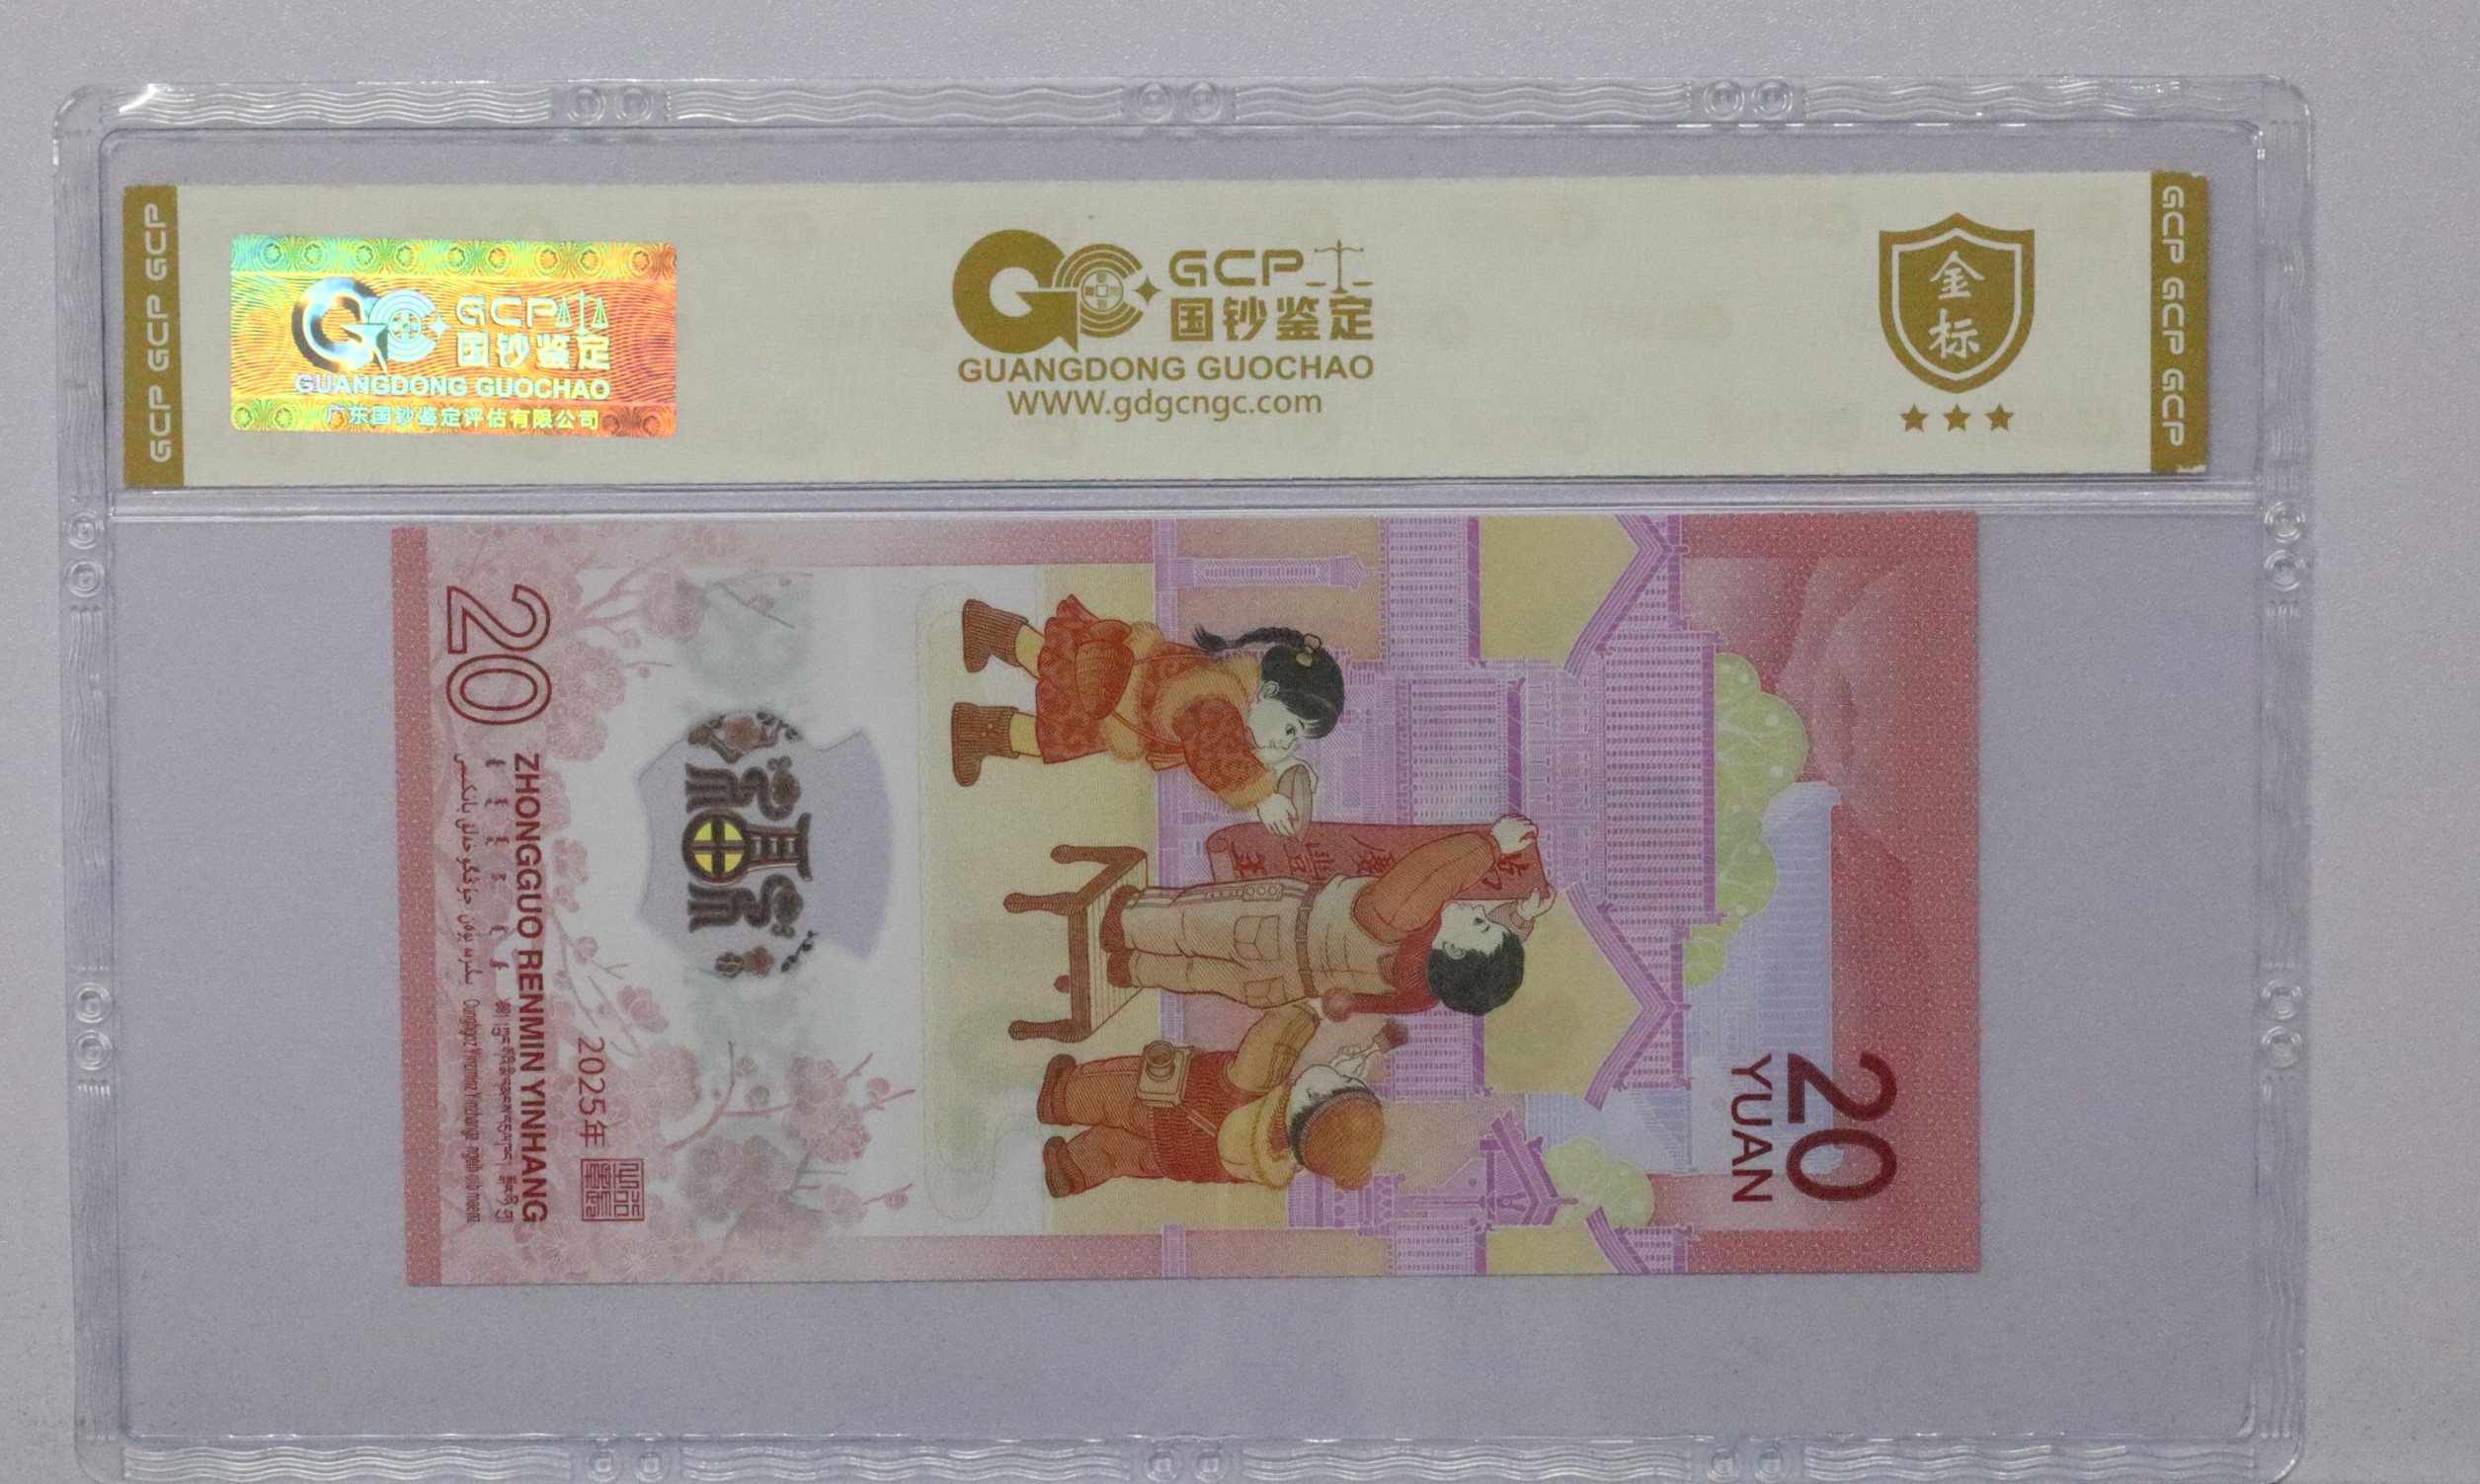 GCP GCP GCP
GCP
国钞鉴定
GUANGDONG GUOCHAO
广东国钞鉴定评估有限公司
GCP
国钞鉴定
GUANGDONG GUOCHAO
WWW.gdgcngc.com
金标
GCP GCP GCP
20
YUAN
2025年
ZHONGGUO RENMIN YINHANG
20